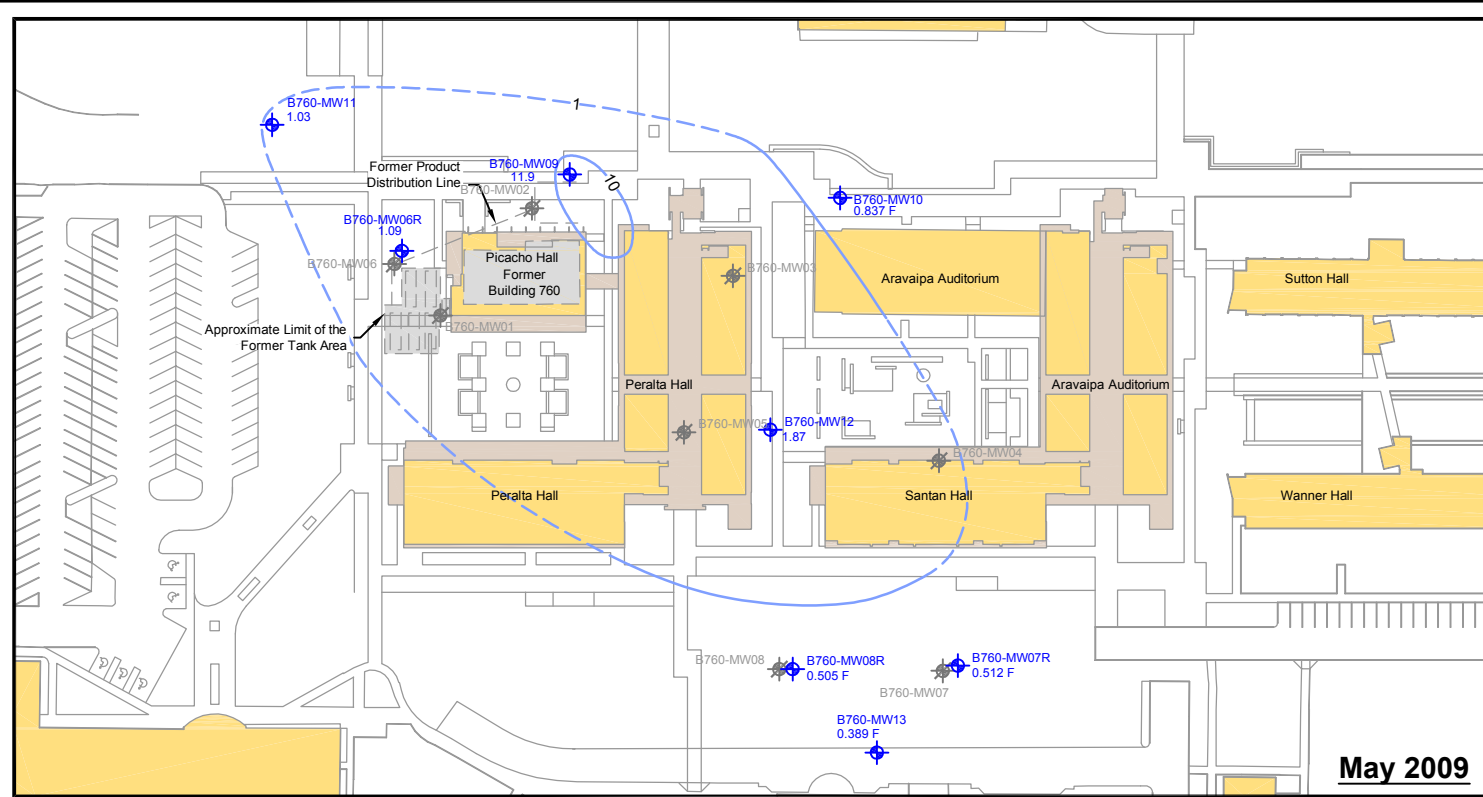 B760-MW11
1.03
1
Former Product
Distribution Line
B760-MW09
11.9
10
B760-MW02
B760-MW10
0.837 F
B760-MW06R
1.09
B760-MW06
Picacho Hall
Former
Building 760
B760-MW03
Aravaipa Auditorium
Sutton Hall
Approximate Limit of the
Former Tank Area
B760-MW01
Peralta Hall
Aravaipa Auditorium
B760-MW05
B760-MW12
1.87
B760-MW04
Peralta Hall
Santan Hall
Wanner Hall
B760-MW08
B760-MW08R
0.505 F
B760-MW07R
0.512 F
B760-MW07
B760-MW13
0.389 F
May 2009